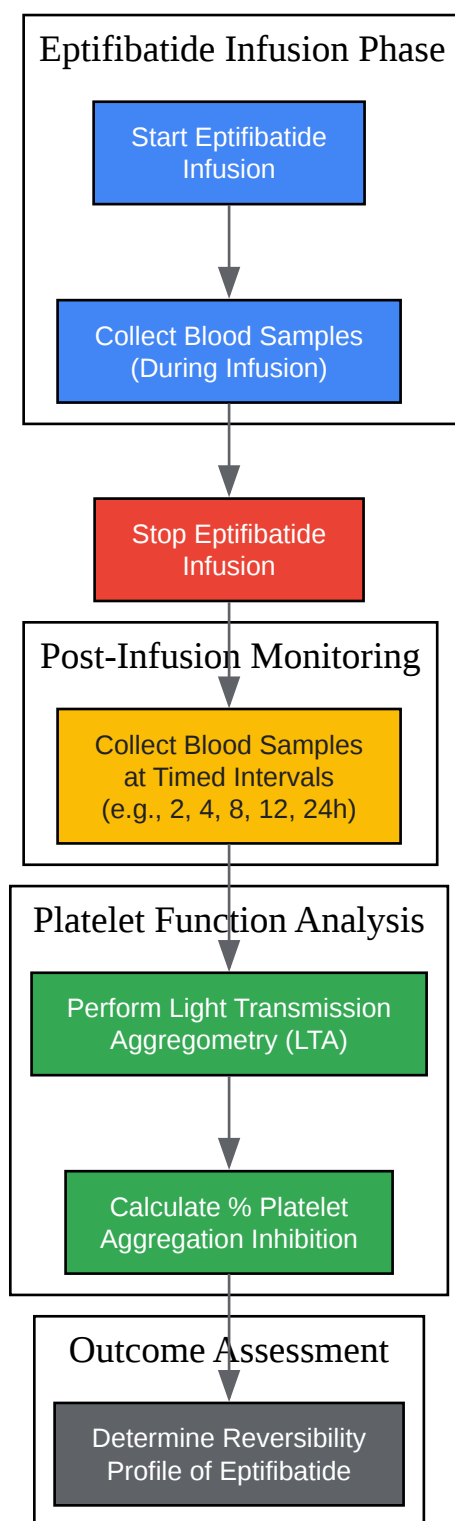 Eptifibatide Infusion Phase
Start Eptifibatide
Infusion
Collect Blood Samples
(During Infusion)
Stop Eptifibatide
Infusion
Post-Infusion Monitoring
Collect Blood Samples
at Timed Intervals
(e.g., 2, 4, 8, 12, 24h)
Platelet Function Analysis
Perform Light Transmission
Aggregometry (LTA)
Calculate % Platelet
Aggregation Inhibition
Outcome Assessment
Determine Reversibility
Profile of Eptifibatide